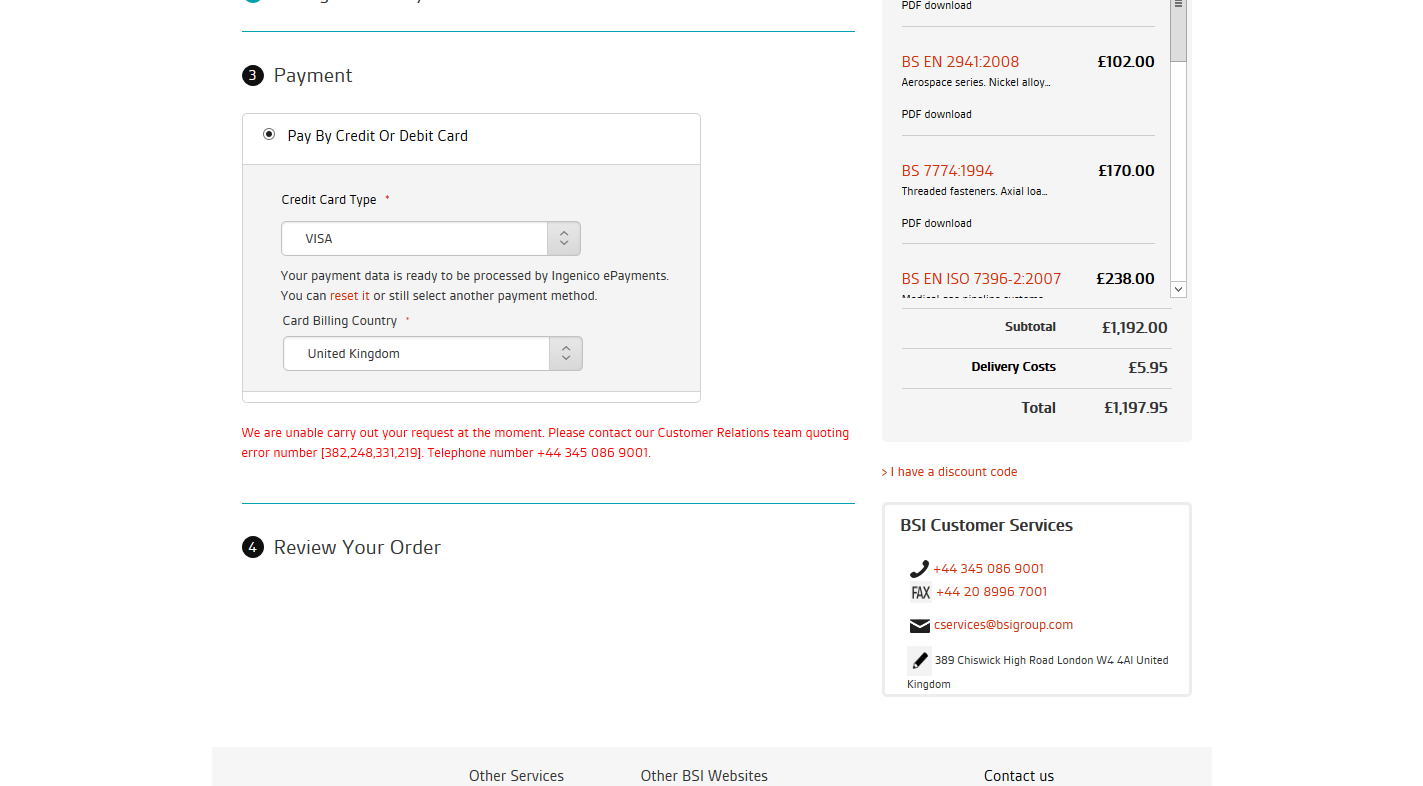 3 Payment
Pay By Credit Or Debit Card
Credit Card Type *
VISA
Your payment data is ready to be processed by Ingenico ePayments.
You can reset it or still select another payment method.
Card Billing Country *
United Kingdom
We are unable carry out your request at the moment. Please contact our Customer Relations team quoting
error number [382,248,331,219]. Telephone number +44 345 086 9001.
4 Review Your Order
PDF download
BS EN 2941:2008 £102.00
Aerospace series. Nickel alloy...
PDF download
BS 7774:1994 £170.00
Threaded fasteners. Axial loa...
PDF download
BS EN ISO 7396-2:2007 £238.00
Subtotal £1,192.00
Delivery Costs £5.95
Total £1,197.95
> I have a discount code
BSI Customer Services
+44 345 086 9001
FAX +44 20 8996 7001
cservices@bsigroup.com
389 Chiswick High Road London W4 4Al United
Kingdom
Other Services Other BSI Websites Contact us